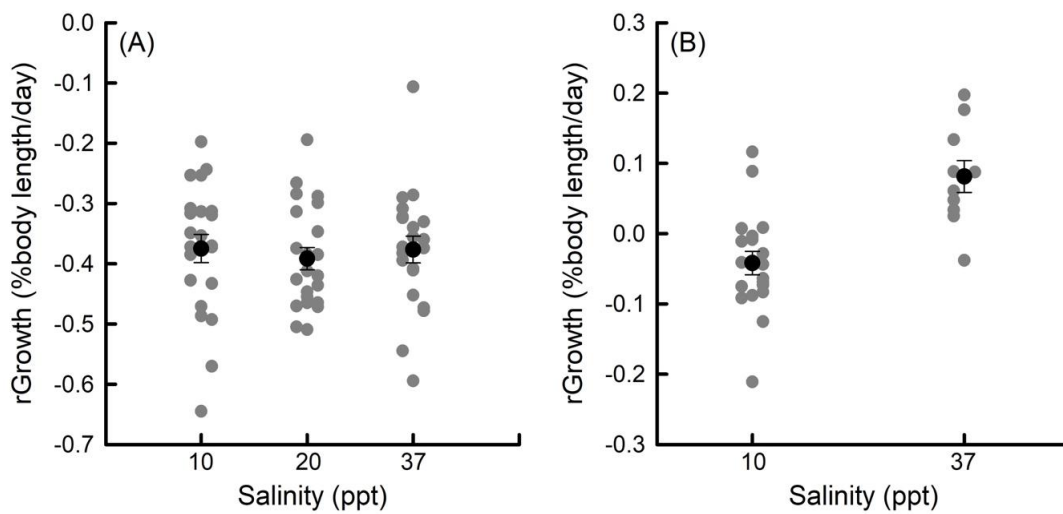 (A)
rGrowth (%body length/day)
0.0
-0.1
-0.2
-0.3
-0.4
-0.5
-0.6
-0.7
10 20 37
Salinity (ppt)
(B)
rGrowth (%body length/day)
0.3
0.2
0.1
0.0
-0.1
-0.2
-0.3
10 37
Salinity (ppt)